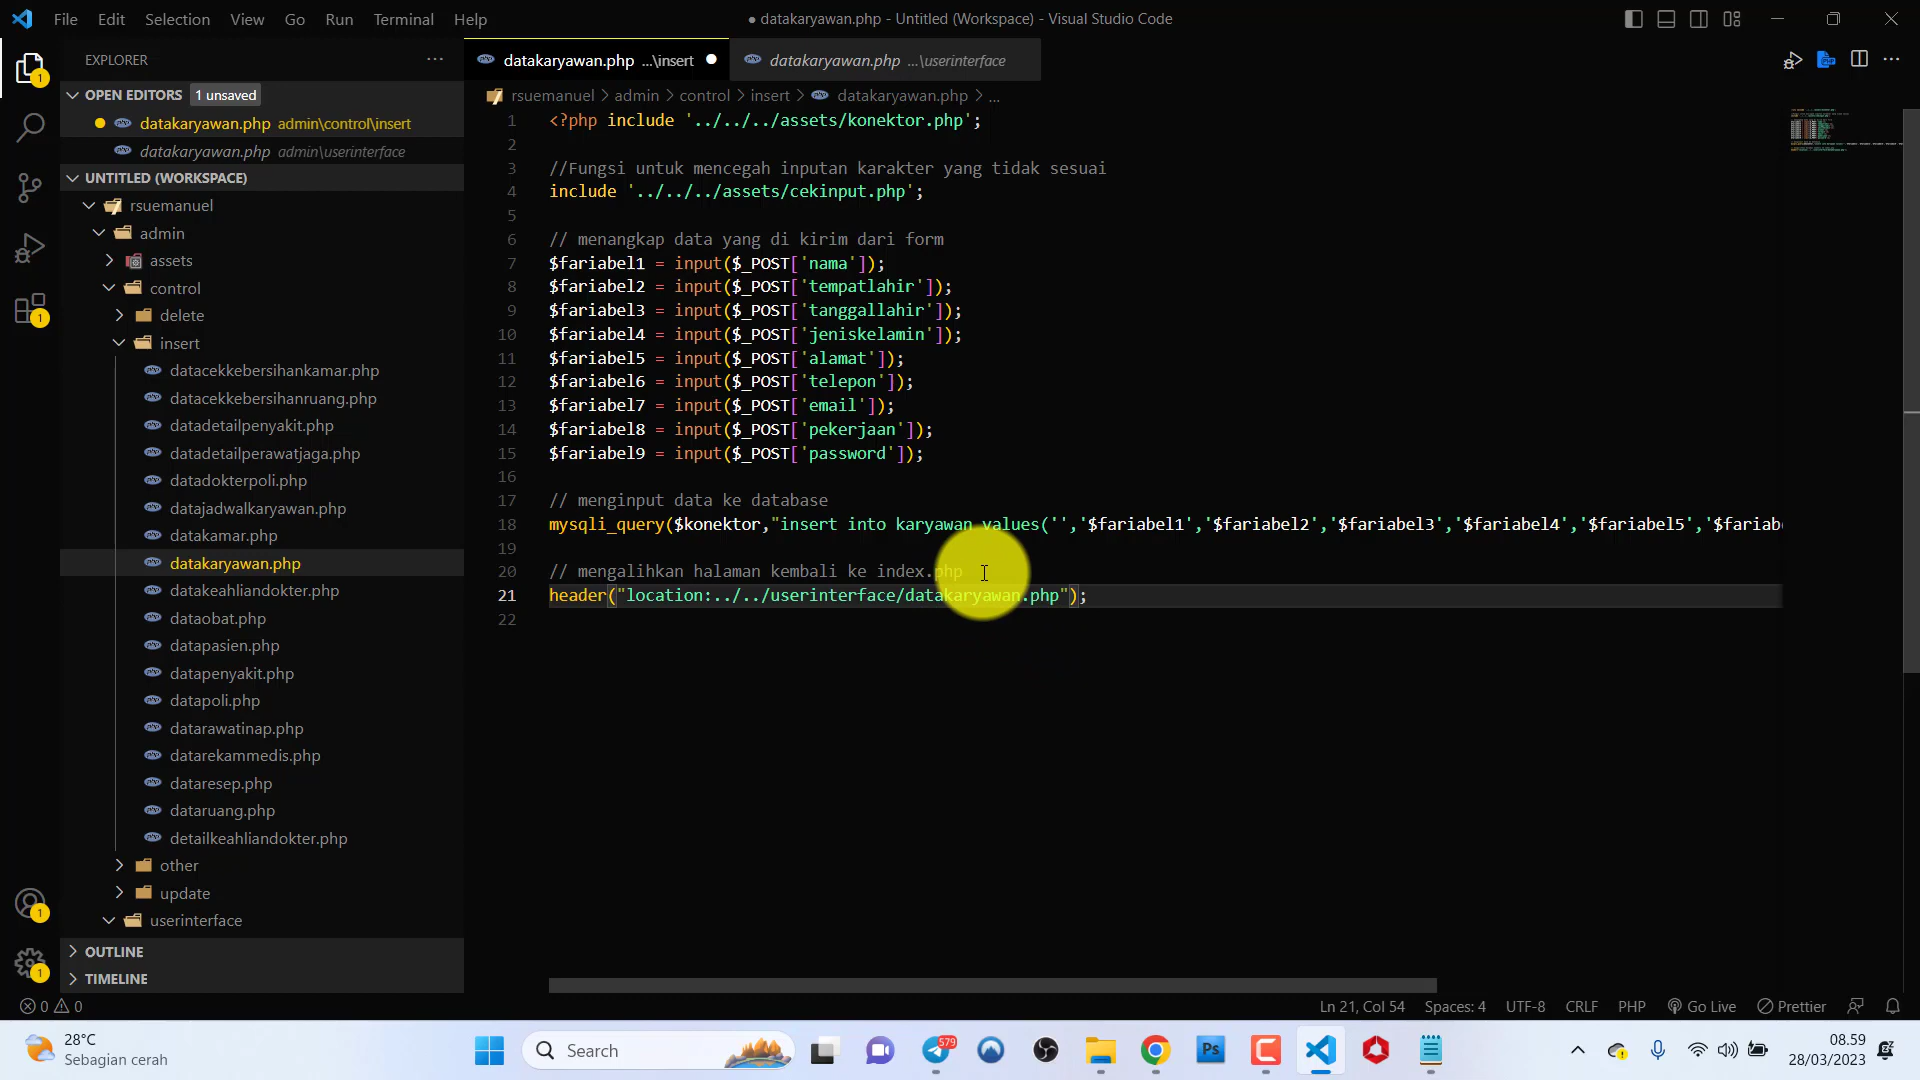 File Edit Selection View Go Run Terminal Help
● datakaryawan.php - Untitled (Workspace) - Visual Studio Code
EXPLORER
OPEN EDITORS 1 unsaved
datakaryawan.php admin\control\insert
datakaryawan.php admin\userinterface
UNTITLED (WORKSPACE)
rsuemanuel
admin
assets
control
delete
insert
datacekkebersihankamar.php
datacekkebersihanruang.php
datadetailpenyakit.php
datadetailperawatjaga.php
datadokterpoli.php
datajadwalkaryawan.php
datakamar.php
datakaryawan.php
datakeahliandokter.php
dataobat.php
datapasien.php
datapenyakit.php
datapoli.php
datarawatinap.php
datarekammedis.php
dataresep.php
dataruang.php
detailkeahliandokter.php
other
update
userinterface
OUTLINE
TIMELINE
1
1
1
1
datakaryawan.php ...\insert
datakaryawan.php ...\userinterface
rsuemanuel > admin > control > insert > datakaryawan.php > ...
1 <?php include '../../../assets/konektor.php';
2
3 //Fungsi untuk mencegah inputan karakter yang tidak sesuai
4 include '../../../assets/cekinput.php';
5
6 // menangkap data yang di kirim dari form
7 $fariabel1 = input($_POST['nama']);
8 $fariabel2 = input($_POST['tempatlahir']);
9 $fariabel3 = input($_POST['tanggallahir']);
10 $fariabel4 = input($_POST['jeniskelamin']);
11 $fariabel5 = input($_POST['alamat']);
12 $fariabel6 = input($_POST['telepon']);
13 $fariabel7 = input($_POST['email']);
14 $fariabel8 = input($_POST['pekerjaan']);
15 $fariabel9 = input($_POST['password']);
16
17 // menginput data ke database
18 mysqli_query($konektor,"insert into karyawan values('','$fariabel1','$fariabel2','$fariabel3','$fariabel4','$fariabel5','$fariab
19
20 // mengalihkan halaman kembali ke index.php
21 header("location:../../userinterface/datakaryawan.php");
22
0 0
Ln 21, Col 54 Spaces: 4 UTF-8 CRLF PHP Go Live Prettier
28°C
Sebagian cerah
Search
579
Ps
08.59
28/03/2023